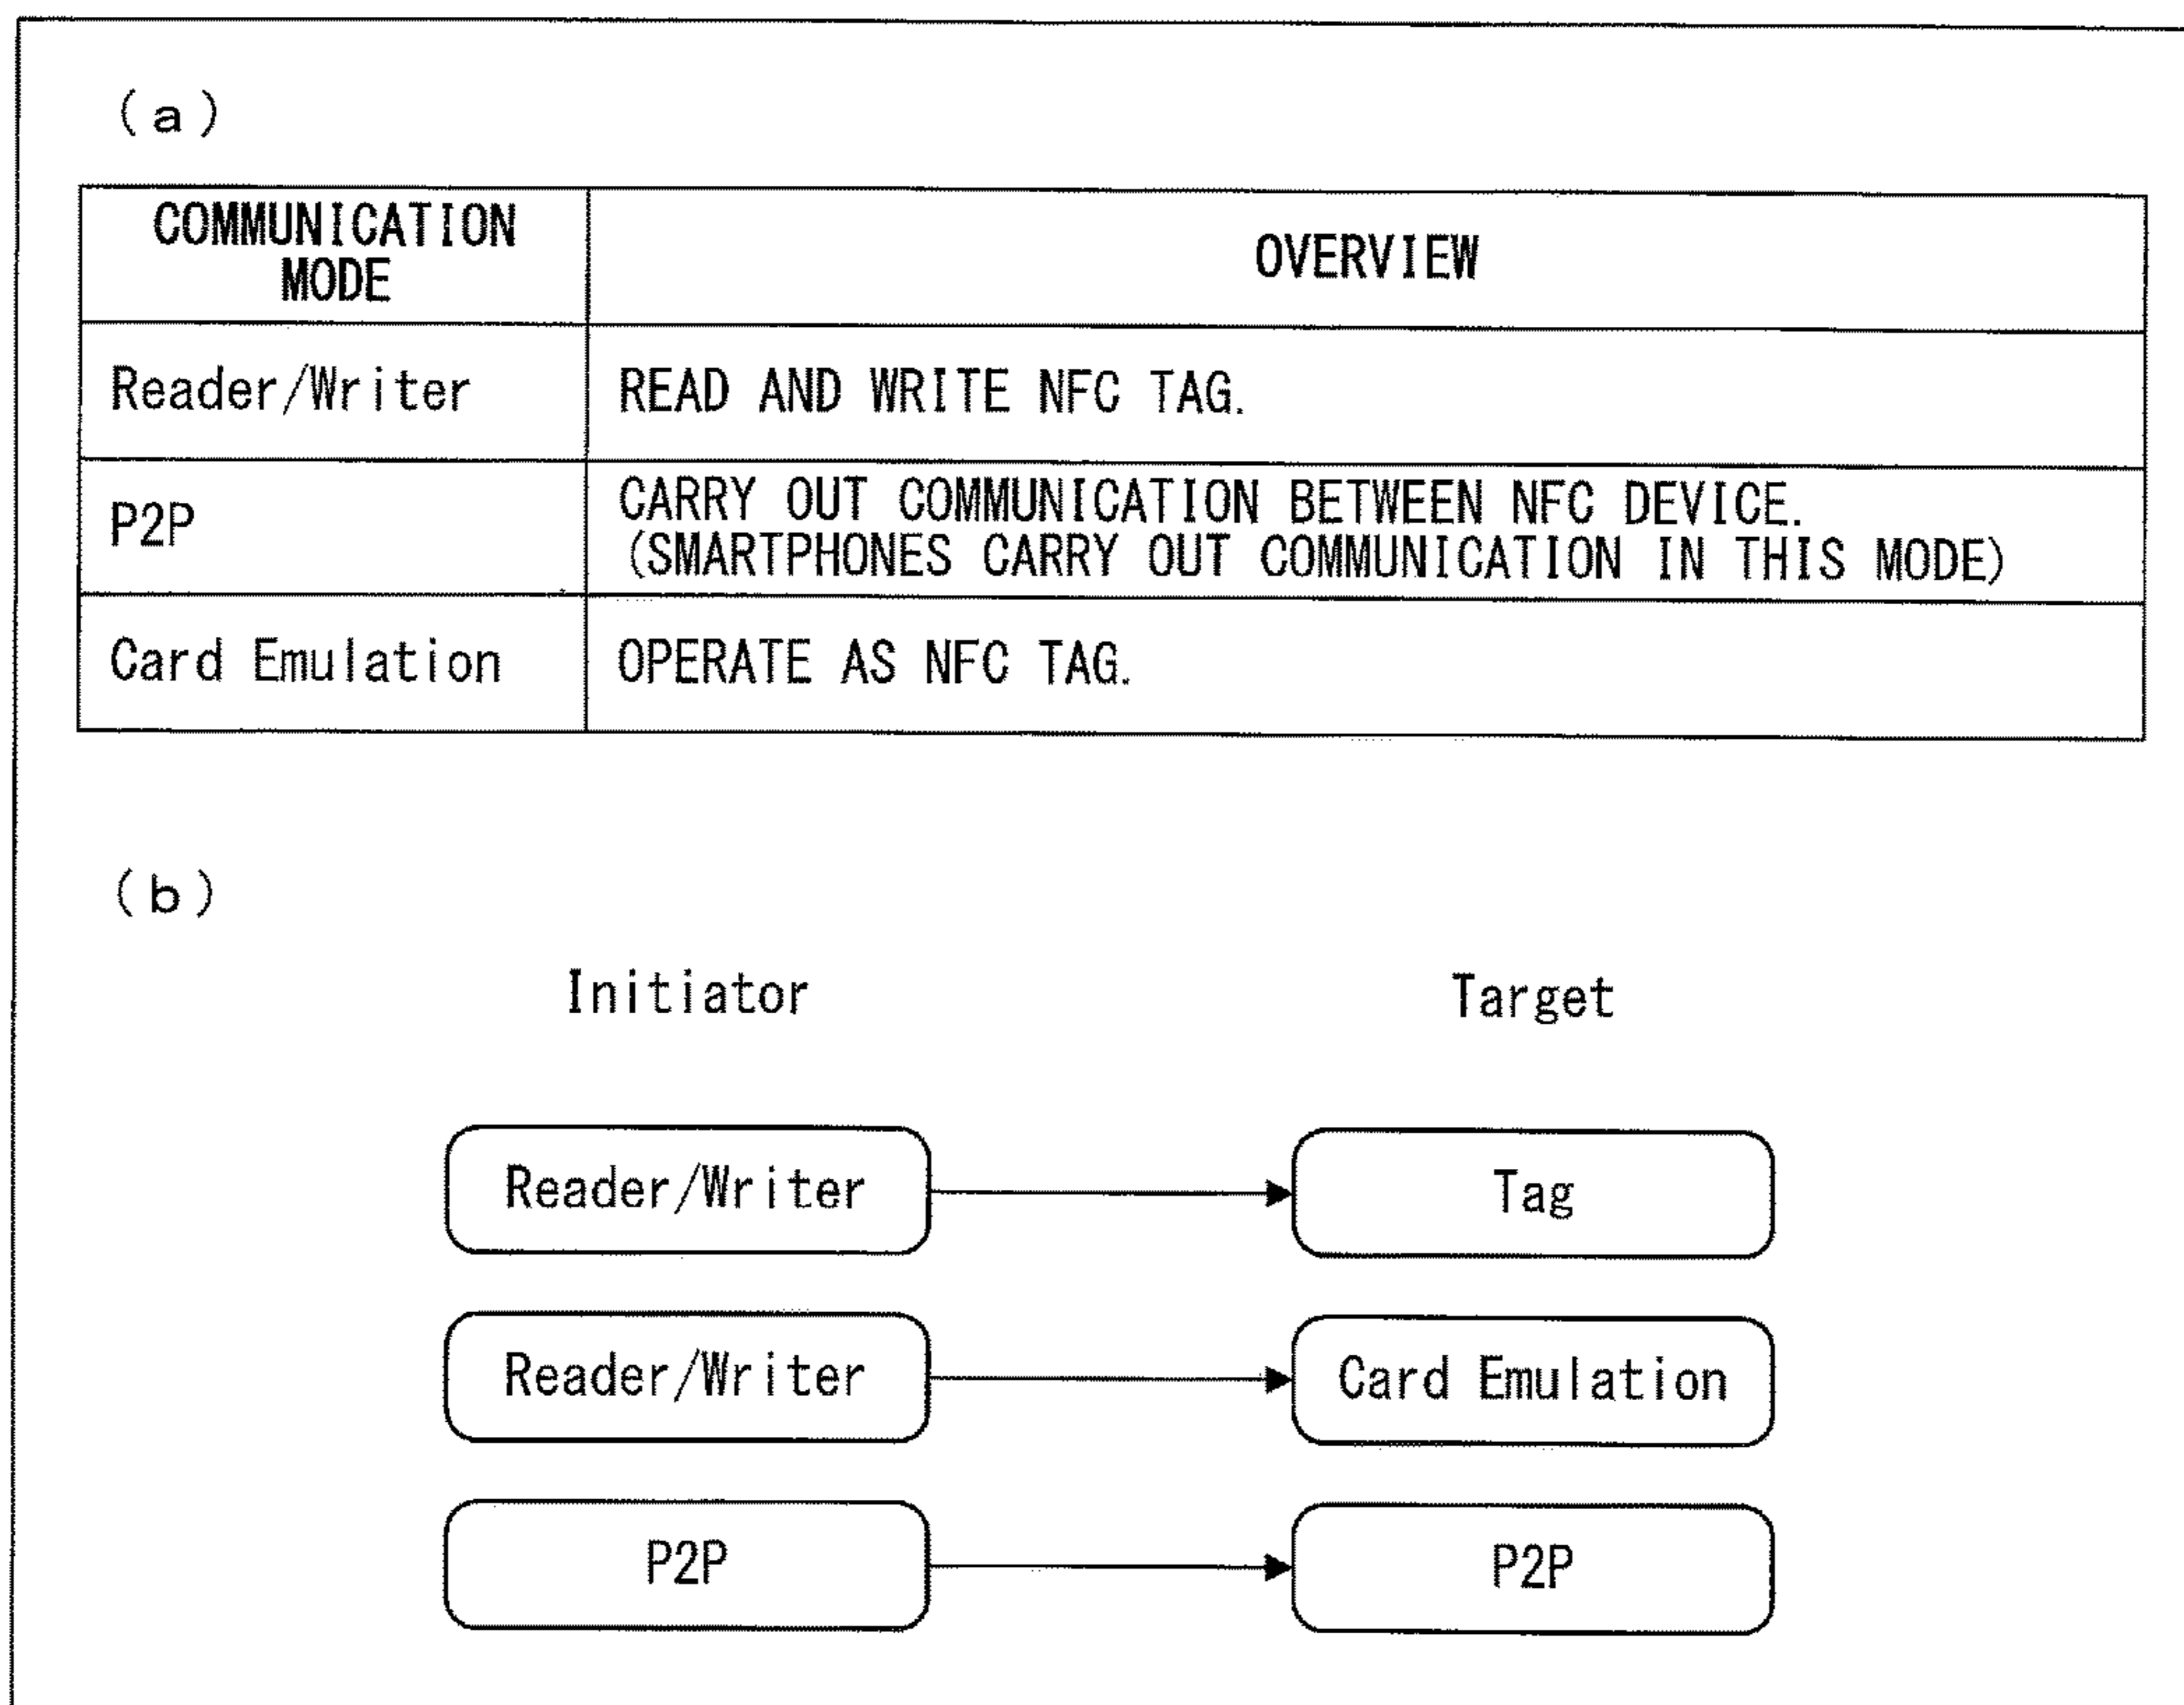 (a)
COMMUNICATION
MODE
OVERVIEW
Reader/Writer
READ AND WRITE NFC TAG.
P2P
CARRY OUT COMMUNICATION BETWEEN NFC DEVICE.
(SMARTPHONES CARRY OUT COMMUNICATION IN THIS MODE)
Card Emulation
OPERATE AS NFC TAG.
(b)
Initiator
Target
Reader/Writer
Tag
Reader/Writer
Card Emulation
P2P
P2P